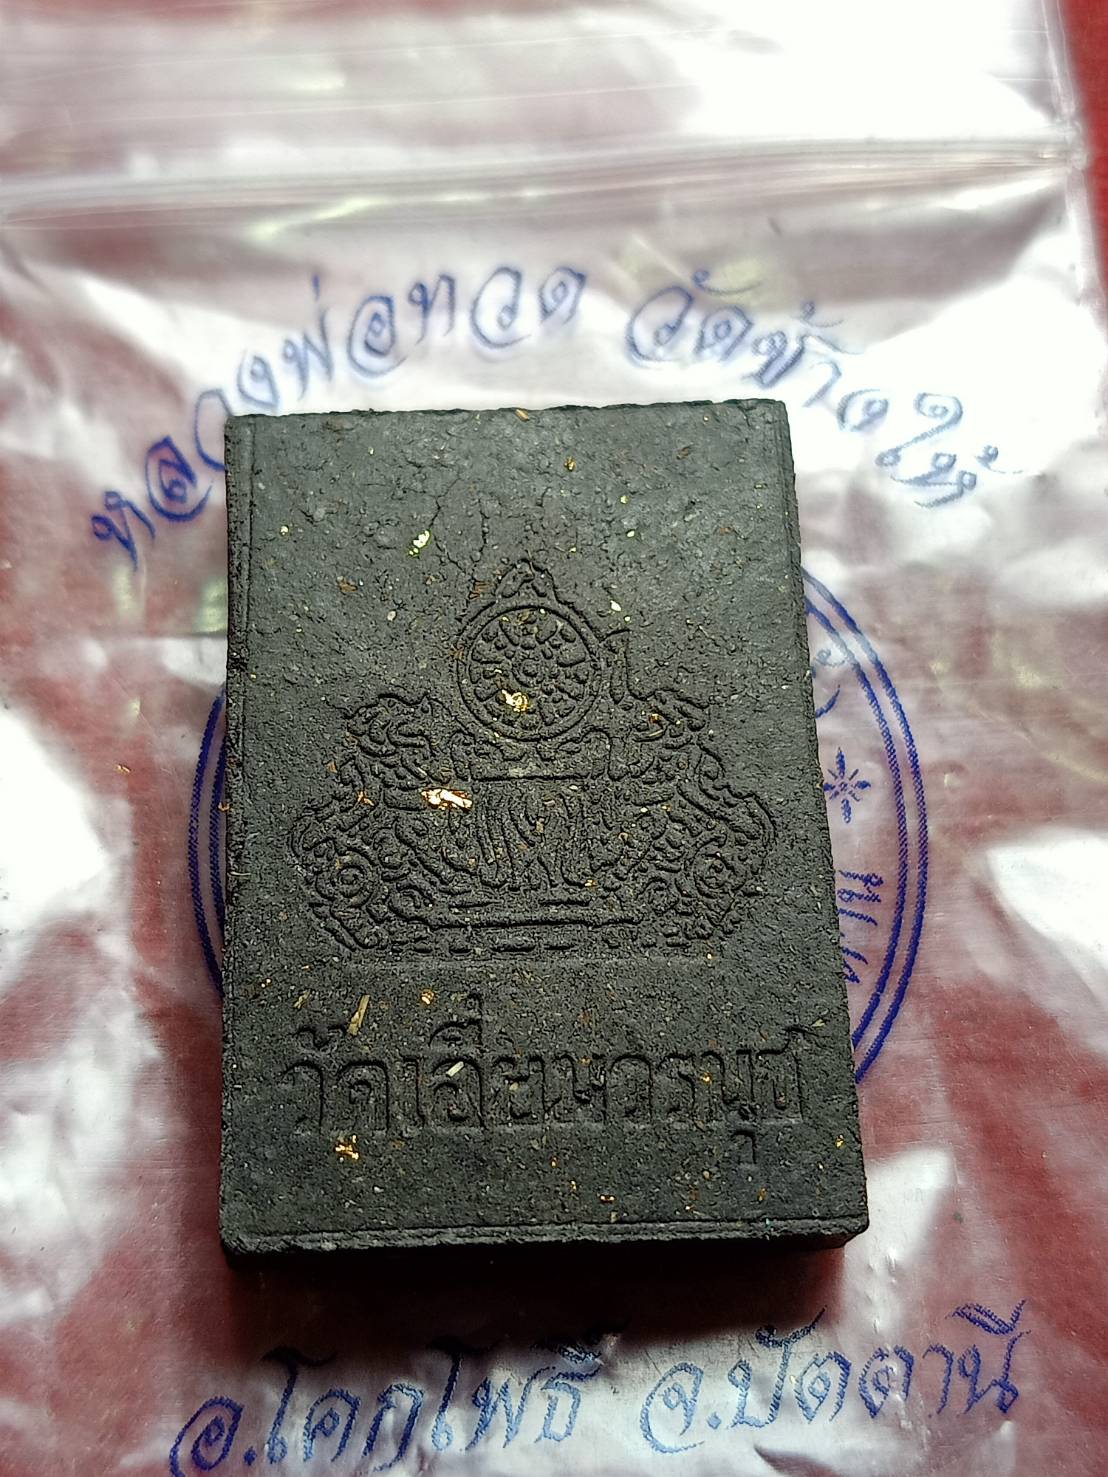 หลวงพ่อทวด วัดช้างให้
วัดเอี่ยมวรนุช
อ.โคกโพธิ์ จ.ปัตตานี